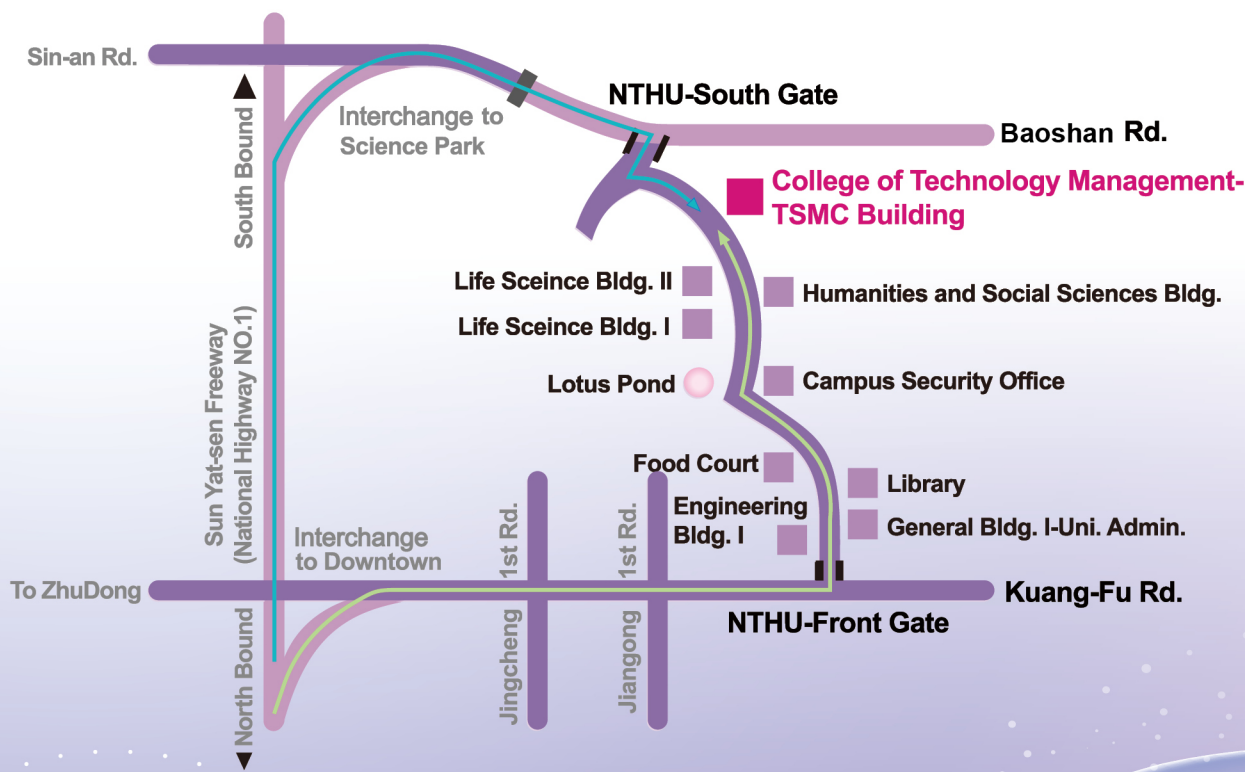 Sin-an Rd.
NTHU-South Gate
Interchange to
Science Park
South Bound
Baoshan Rd.
College of Technology Management-
TSMC Building
Life Sceince Bldg. II
Humanities and Social Sciences Bldg.
Life Sceince Bldg. I
Sun Yat-sen Freeway
(National Highway NO.1)
Lotus Pond
Campus Security Office
Food Court
Library
Engineering
Bldg. I
General Bldg. I-Uni. Admin.
Interchange
to Downtown
Jingcheng 1st Rd.
Jiangong 1st Rd.
To ZhuDong
Kuang-Fu Rd.
NTHU-Front Gate
North Bound